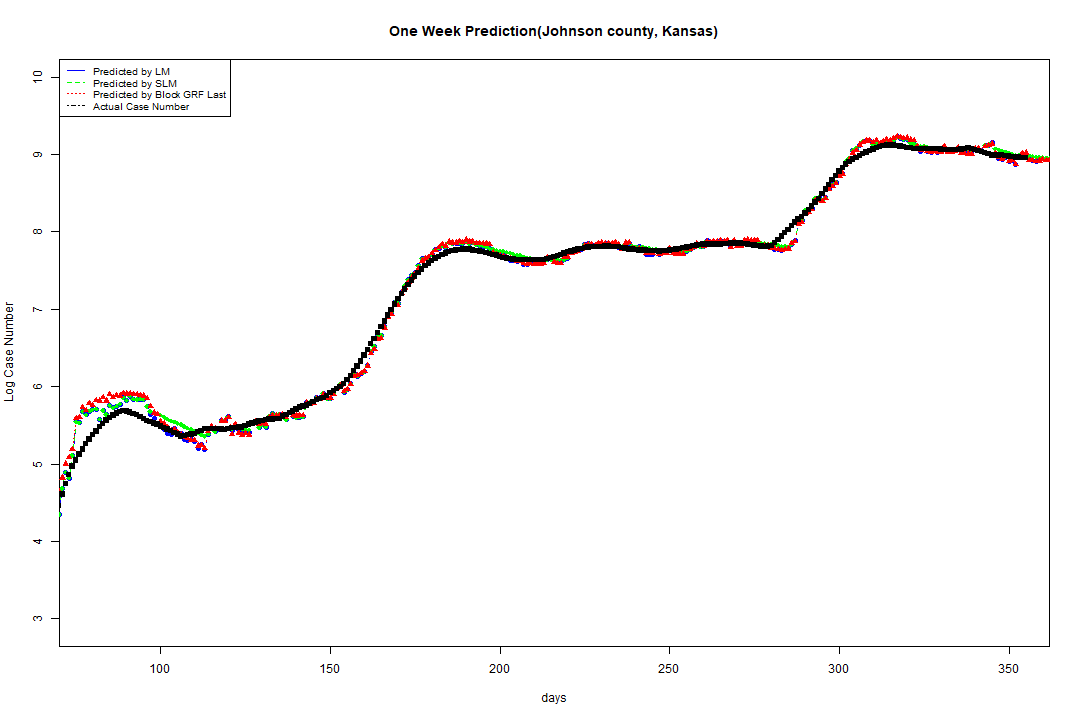 One Week Prediction(Johnson county, Kansas)
Predicted by LM
Predicted by SLM
Predicted by Block GRF Last
Actual Case Number
10
9
8
7
6
5
4
3
Log Case Number
100 150 200 250 300 350
days